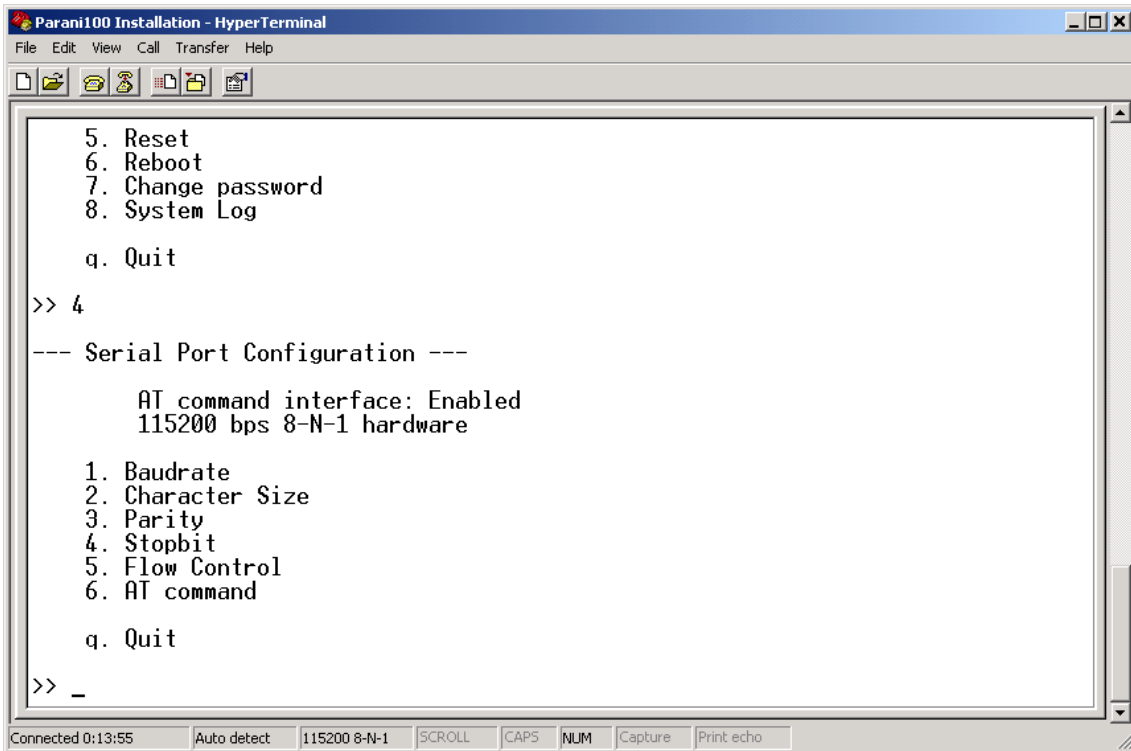 Parani100 Installation - HyperTerminal
File Edit View Call Transfer Help
5. Reset
6. Reboot
7. Change password
8. System Log
q. Quit
>> 4
--- Serial Port Configuration ---
AT command interface: Enabled
115200 bps 8-N-1 hardware
1. Baudrate
2. Character Size
3. Parity
4. Stopbit
5. Flow Control
6. AT command
q. Quit
>> _
Connected 0:13:55 Auto detect 115200 8-N-1 SCROLL CAPS NUM Capture Print echo